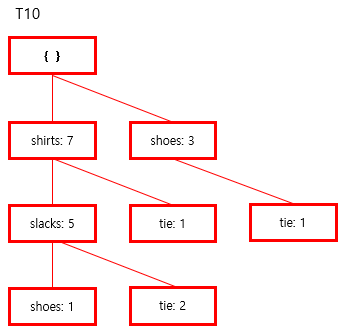 T10
{ }
shirts: 7
shoes: 3
slacks: 5
tie: 1
tie: 1
shoes: 1
tie: 2